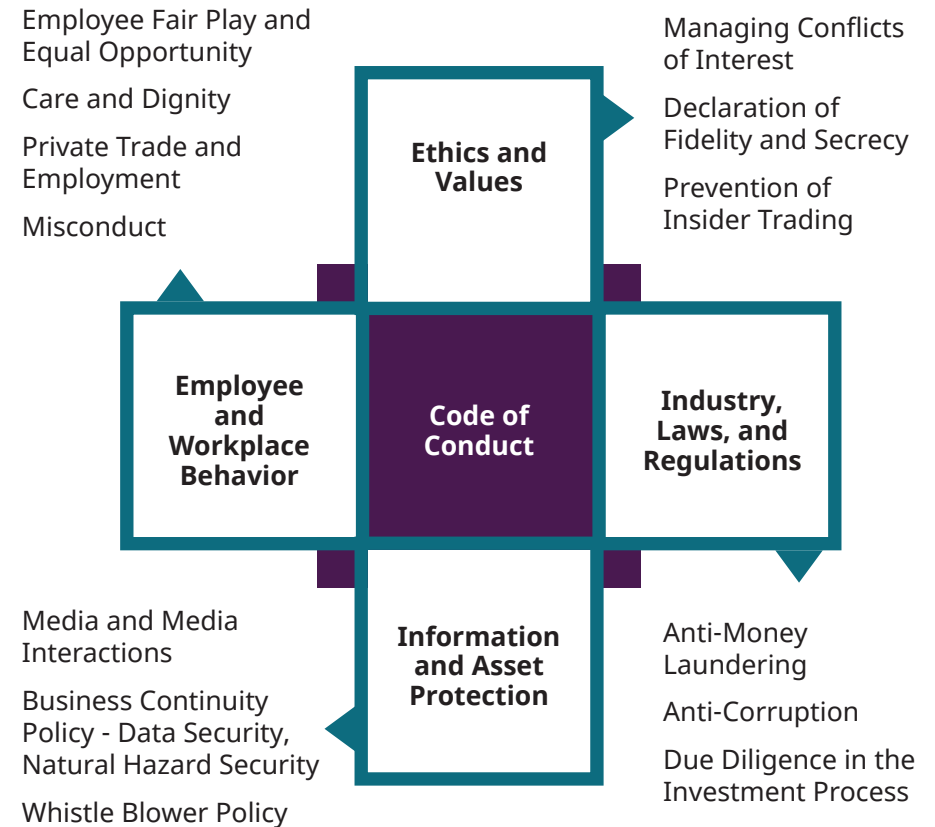 Employee Fair Play and
Equal Opportunity
Care and Dignity
Private Trade and
Employment
Misconduct
Ethics and
Values
Managing Conflicts
of Interest
Declaration of
Fidelity and Secrecy
Prevention of
Insider Trading
Employee
and
Workplace
Behavior
Code of
Conduct
Industry,
Laws, and
Regulations
Media and Media
Interactions
Business Continuity
Policy - Data Security,
Natural Hazard Security
Whistle Blower Policy
Information
and Asset
Protection
Anti-Money
Laundering
Anti-Corruption
Due Diligence in the
Investment Process